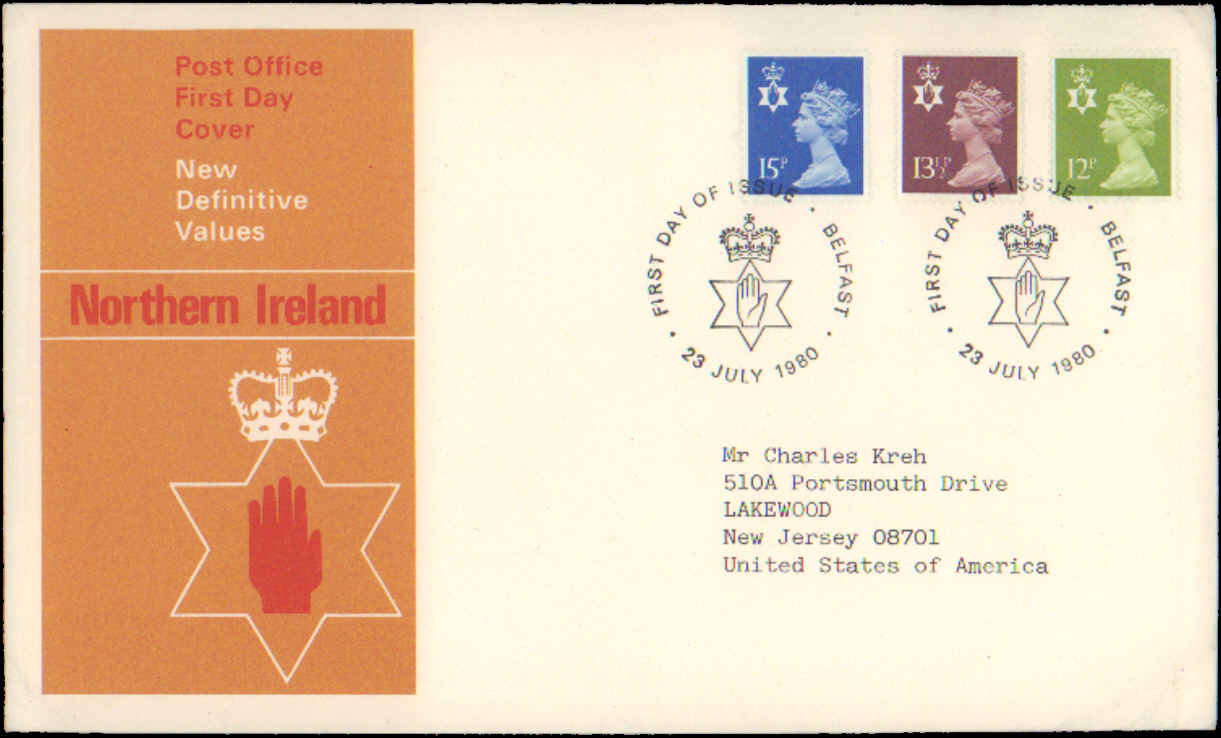 Post Office
First Day
Cover
New
Definitive
Values
Northern Ireland
15P
13½P
12P
FIRST DAY OF ISSUE · BELFAST ·
23 JULY 1980
FIRST DAY OF ISSUE · BELFAST ·
23 JULY 1980
Mr Charles Kreh
510A Portsmouth Drive
LAKEWOOD
New Jersey 08701
United States of America